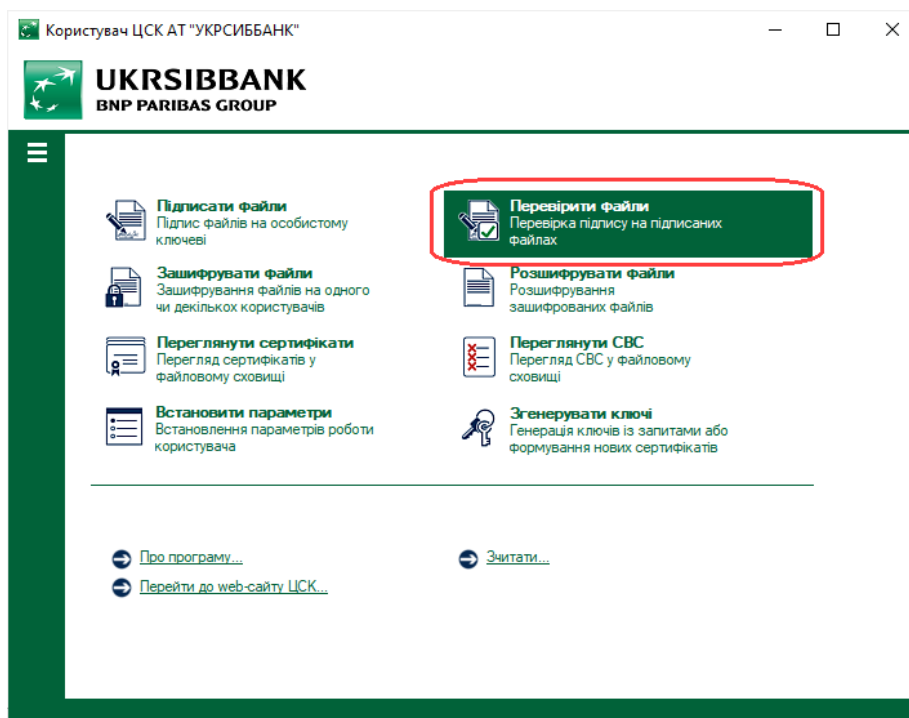 Користувач ЦСК АТ "УКРСИББАНК"
UKRSIBBANK
BNP PARIBAS GROUP
Підписати файли
Підпис файлів на особистому
ключеві
Перевірити файли
Перевірка підпису на підписаних
файлах
Зашифрувати файли
Зашифрування файлів на одного
чи декількох користувачів
Розшифрувати файли
Розшифрування
зашифрованих файлів
Переглянути сертифікати
Перегляд сертифікатів у
файловому сховищі
Переглянути СВС
Перегляд СВС у файловому
сховищі
Встановити параметри
Встановлення параметрів роботи
користувача
Згенерувати ключі
Генерація ключів із запитами або
формування нових сертифікатів
Про програму...
Зчитати...
Перейти до web-сайту ЦСК...